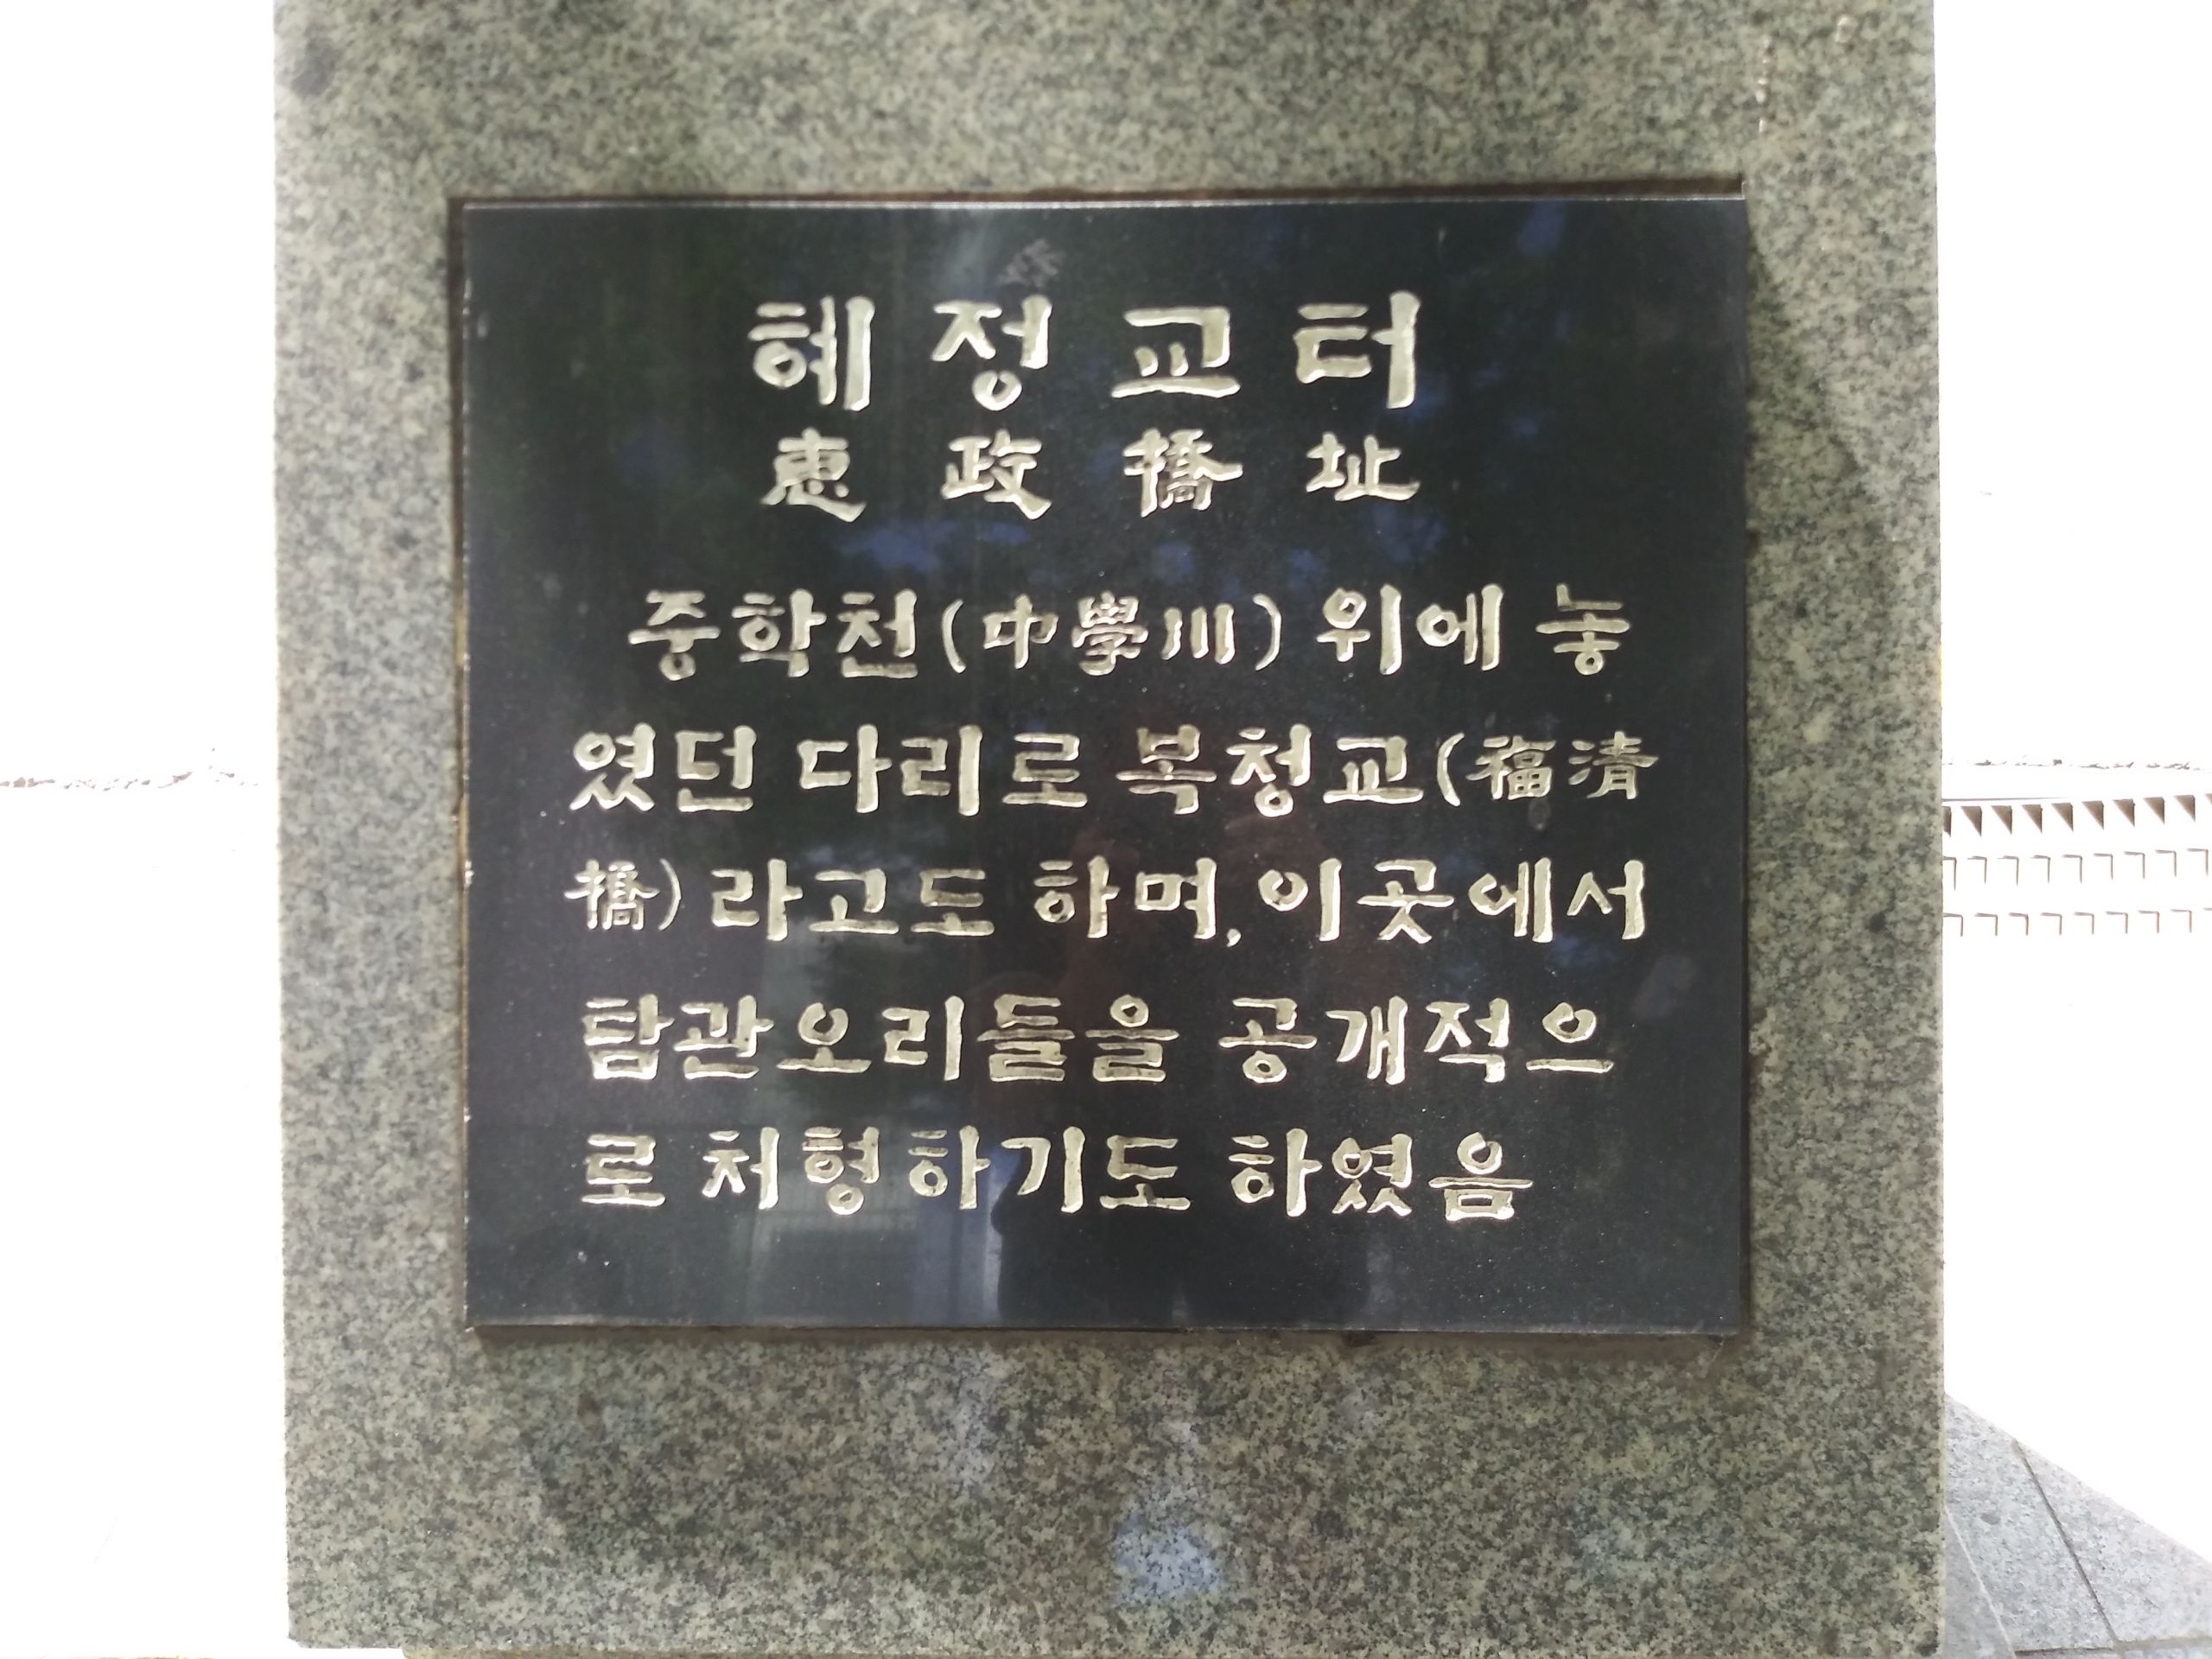 혜정교터
惠政橋址
중학천(中學川) 위에 놓
였던 다리로 복청교(福清
橋)라고도 하며, 이곳에서
탐관오리들을 공개적으
로 처형하기도 하였음